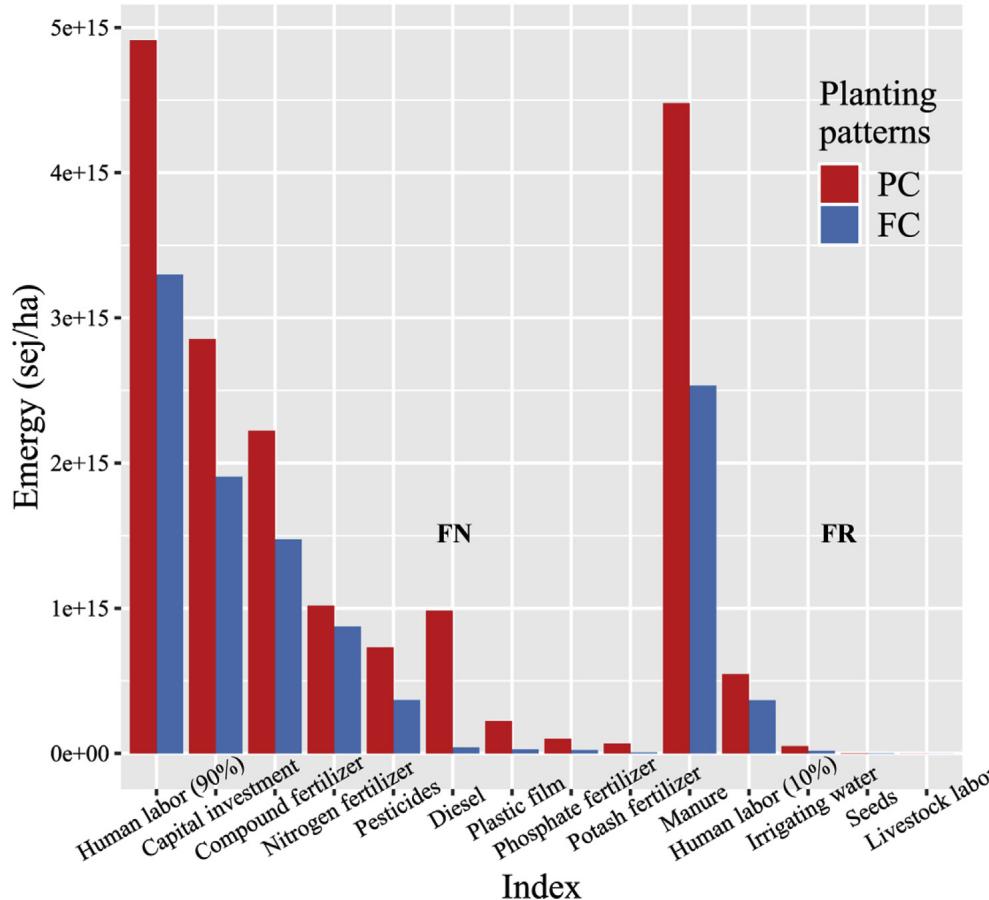 5e+15
4e+15
3e+15
2e+15
1e+15
0e+00
Emergy (sej/ha)
Planting
patterns
PC
FC
FN
FR
Human labor (90%)
Capital investment
Compound fertilizer
Nitrogen fertilizer
Pesticides
Diesel
Plastic film
Phosphate fertilizer
Potash fertilizer
Manure
Human labor (10%)
Irrigating water
Seeds
Livestock labor
Index